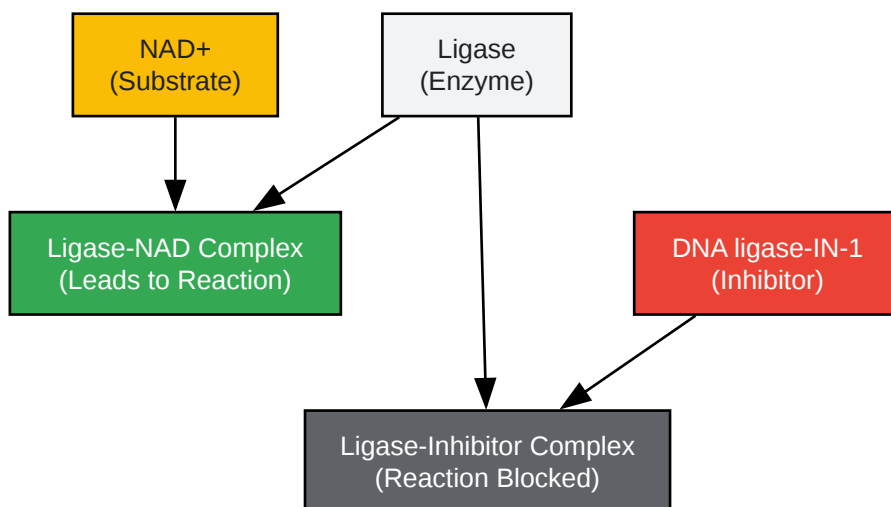 NAD+
(Substrate)
Ligase
(Enzyme)
Ligase-NAD Complex
(Leads to Reaction)
DNA ligase-IN-1
(Inhibitor)
Ligase-Inhibitor Complex
(Reaction Blocked)